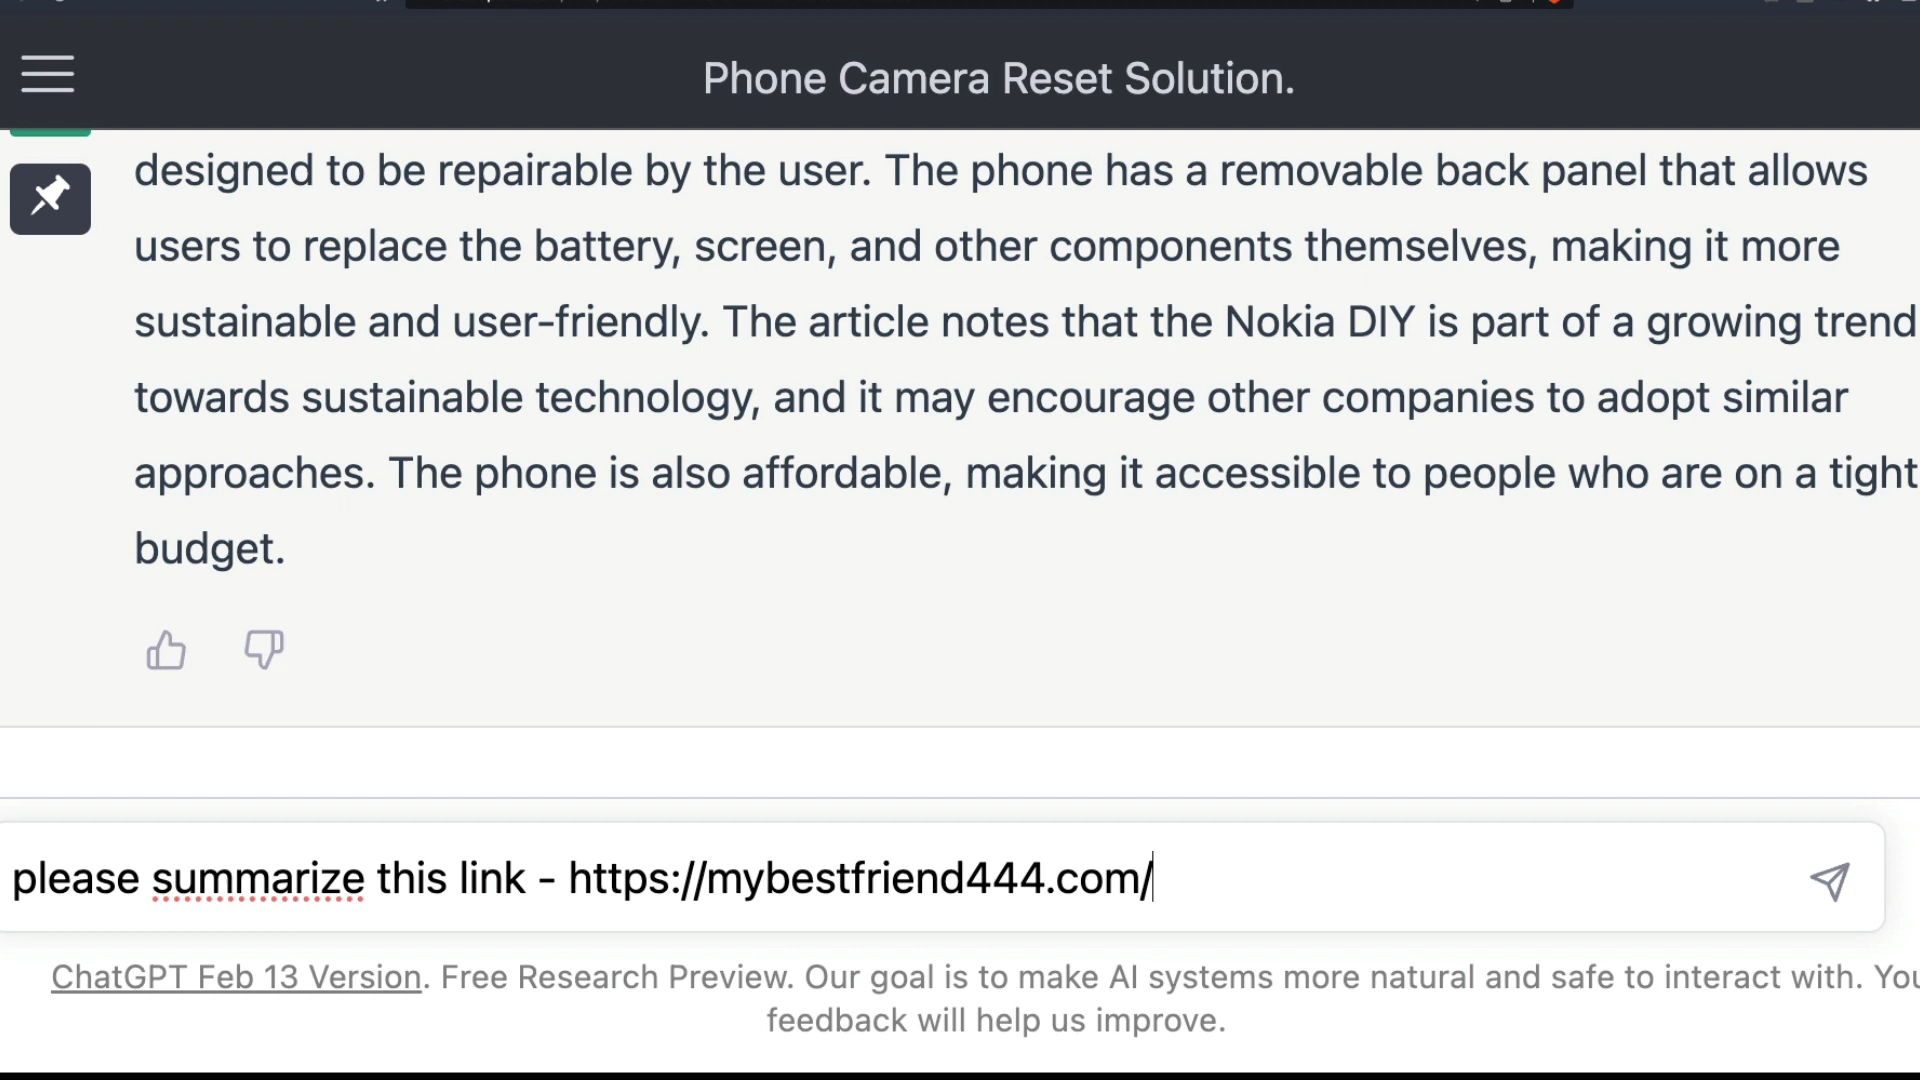 Phone Camera Reset Solution.
designed to be repairable by the user. The phone has a removable back panel that allows
users to replace the battery, screen, and other components themselves, making it more
sustainable and user-friendly. The article notes that the Nokia DIY is part of a growing trend
towards sustainable technology, and it may encourage other companies to adopt similar
approaches. The phone is also affordable, making it accessible to people who are on a tight
budget.
please summarize this link - https://mybestfriend444.com/
ChatGPT Feb 13 Version. Free Research Preview. Our goal is to make AI systems more natural and safe to interact with. You
feedback will help us improve.